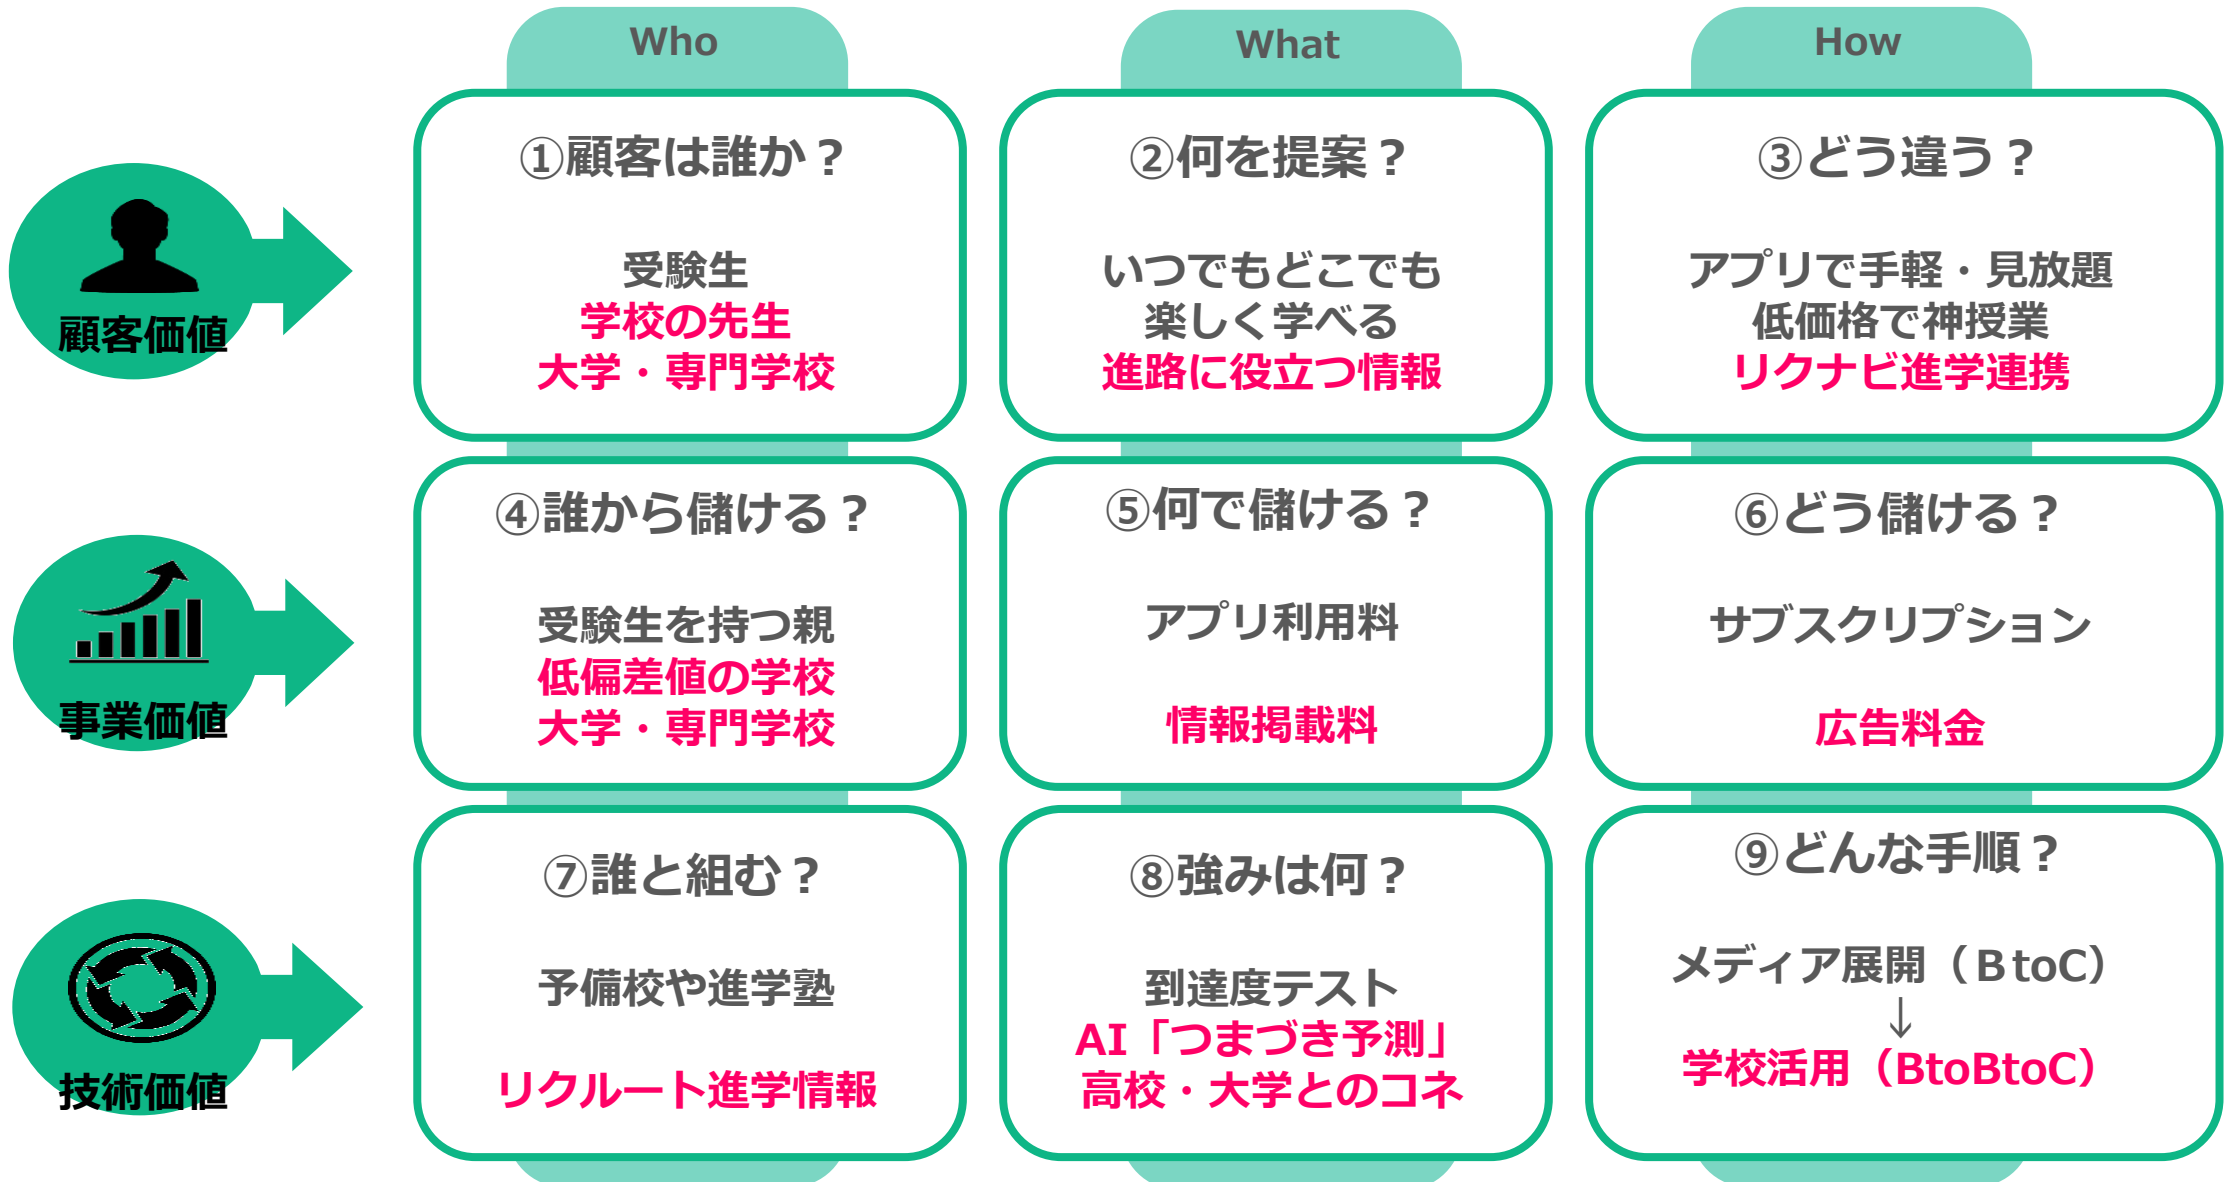 Who
What
How
顧客価値
①顧客は誰か？
受験生
学校の先生
大学・専門学校
②何を提案？
いつでもどこでも
楽しく学べる
進路に役立つ情報
③どう違う？
アプリで手軽・見放題
低価格で神授業
リクナビ進学連携
事業価値
④誰から儲ける？
受験生を持つ親
低偏差値の学校
大学・専門学校
⑤何で儲ける？
アプリ利用料
情報掲載料
⑥どう儲ける？
サブスクリプション
広告料金
技術価値
⑦誰と組む？
予備校や進学塾
リクルート進学情報
⑧強みは何？
到達度テスト
AI「つまづき予測」
高校・大学とのコネ
⑨どんな手順？
メディア展開（ＢtoC）
↓
学校活用（BtoBtoC）